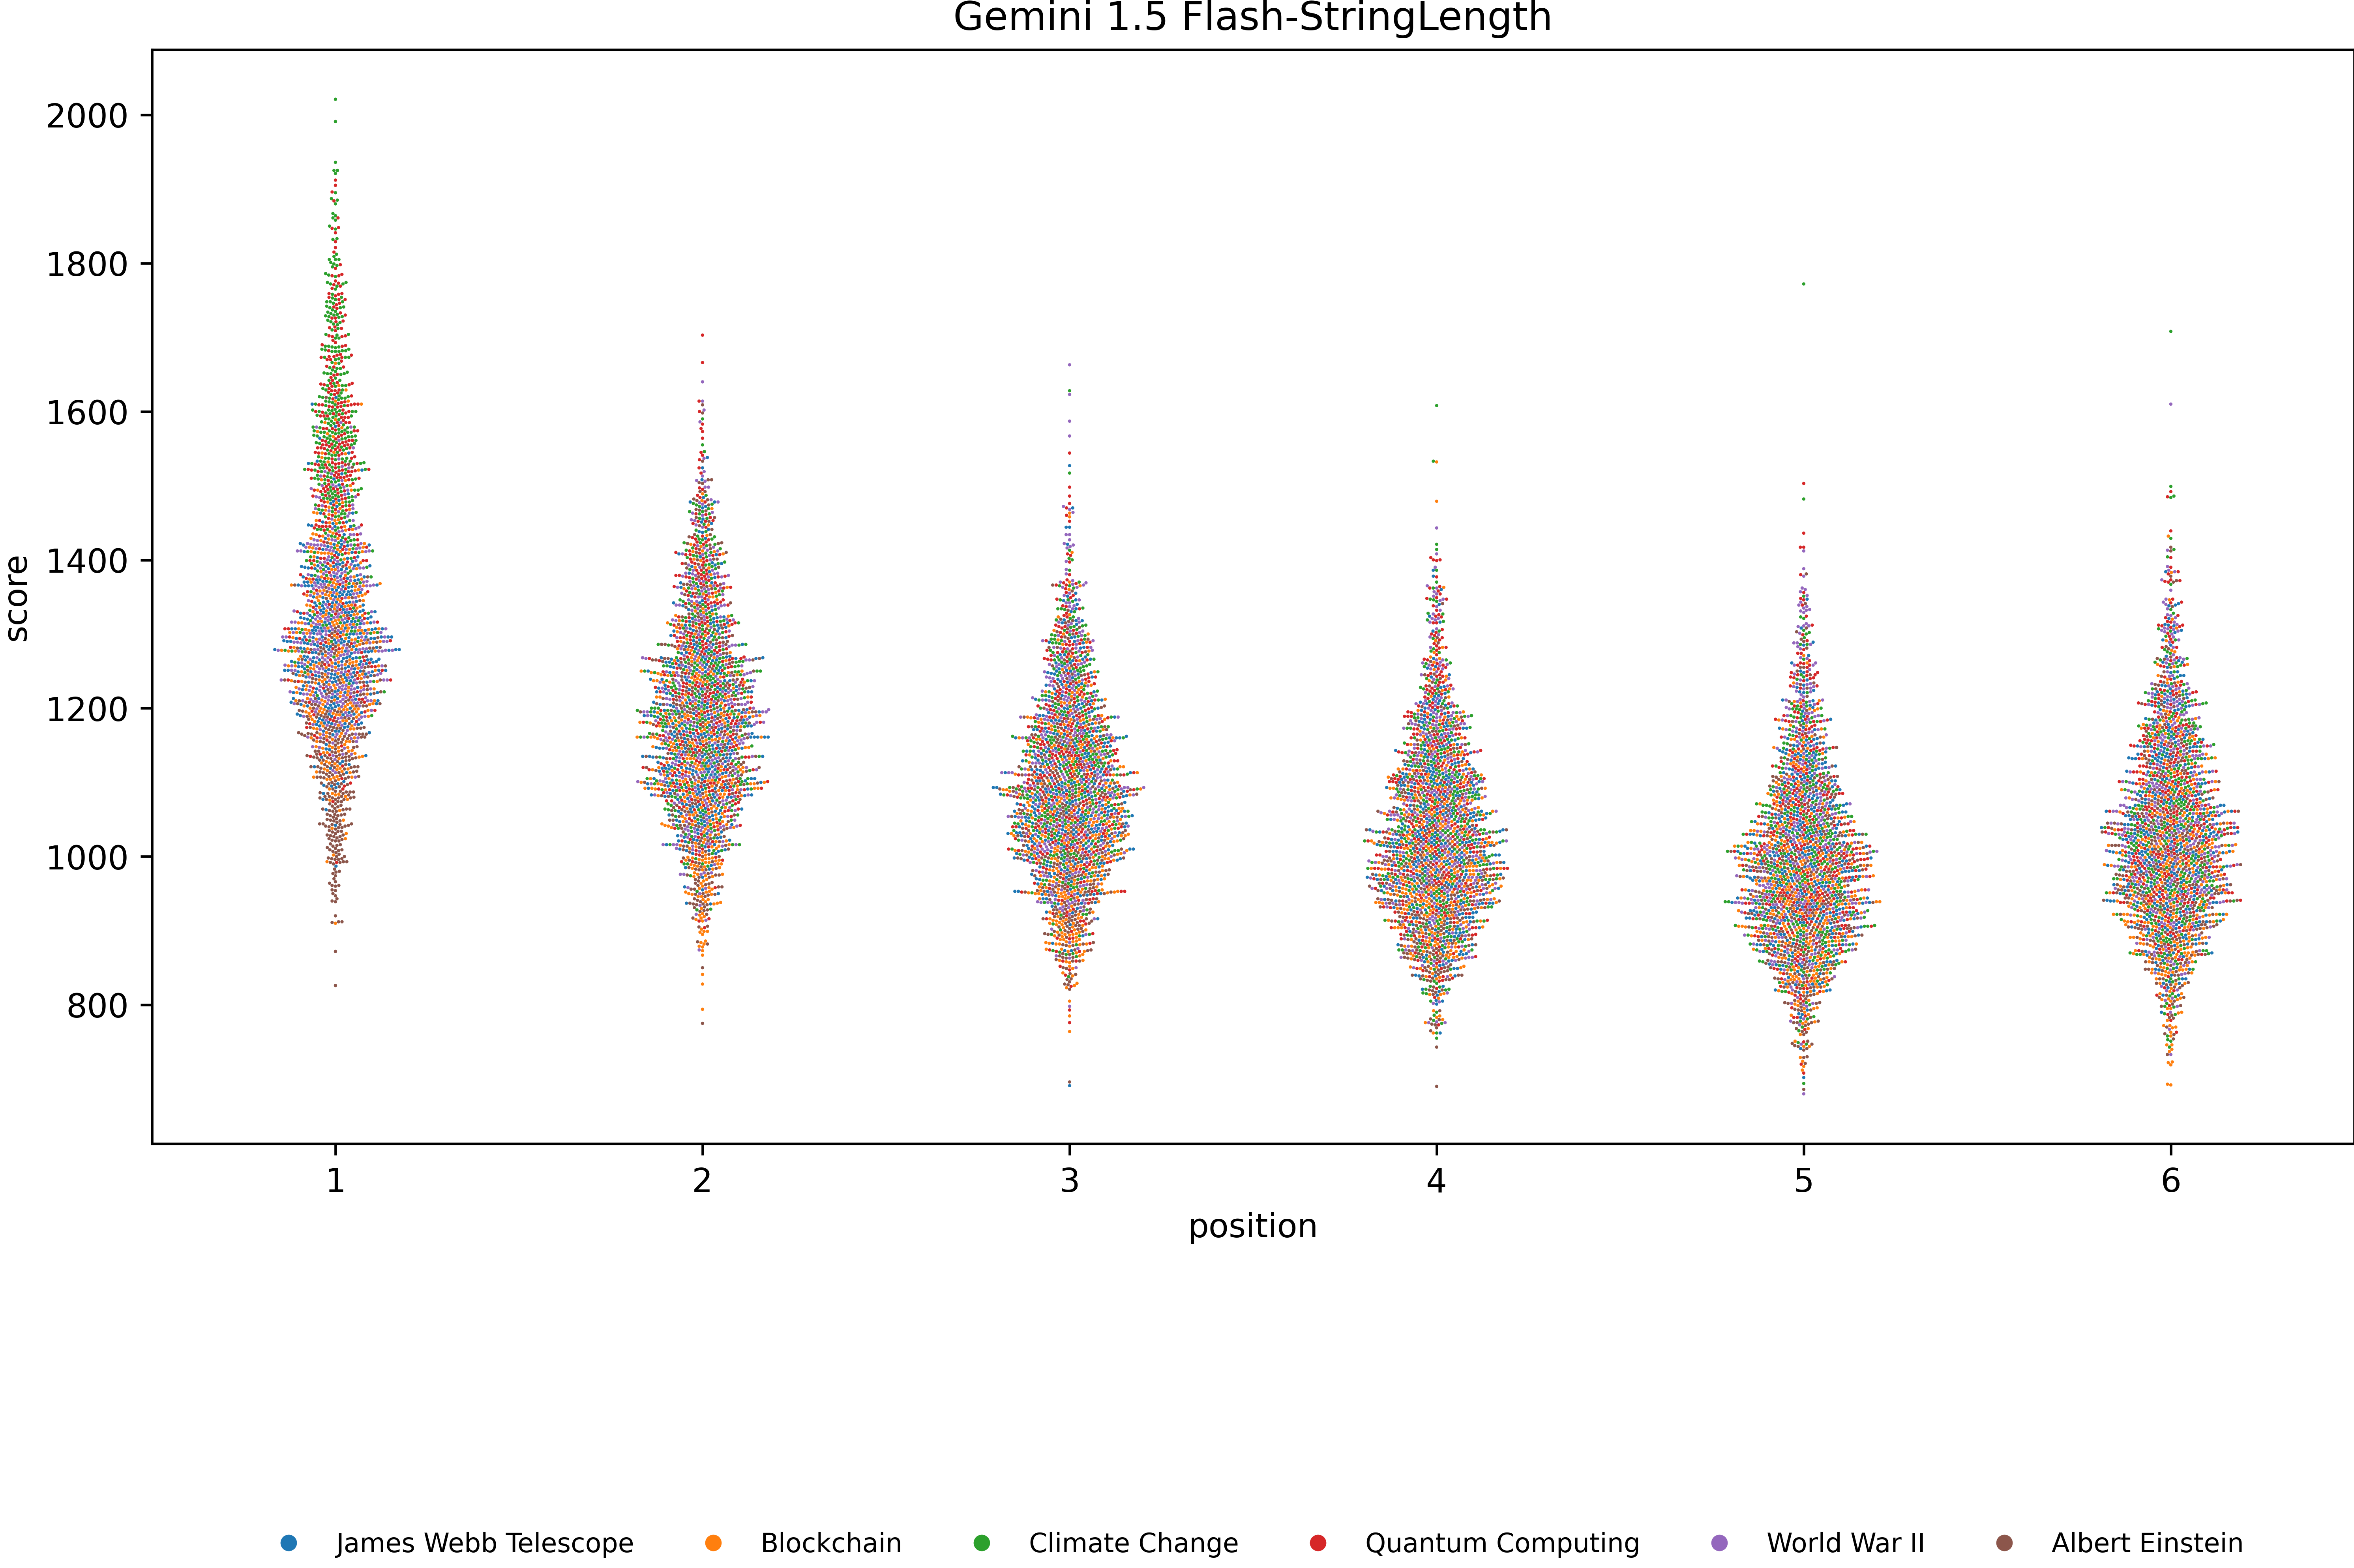 Gemini 1.5 Flash-StringLength
2000
1800
1600
1400
1200
1000
800
score
1 2 3 4 5 6
position
James Webb Telescope Blockchain Climate Change Quantum Computing World War II Albert Einstein